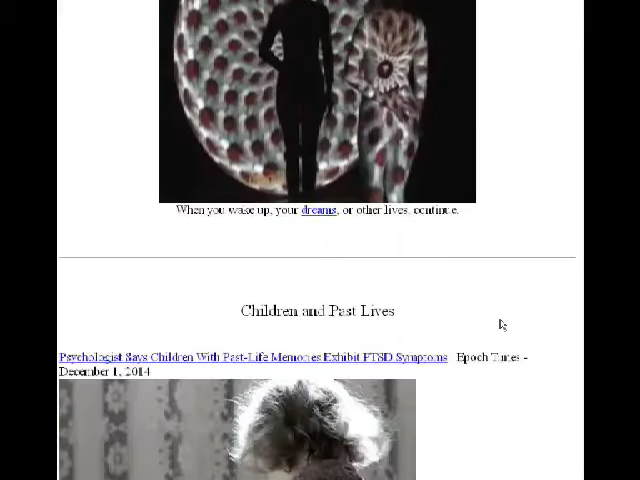 When you wake up, your dreams, or other lives, continue.
Children and Past Lives
Psychologist Says Children With Past-Life Memories Exhibit PTSD Symptoms   Epoch Times -
December 1, 2014